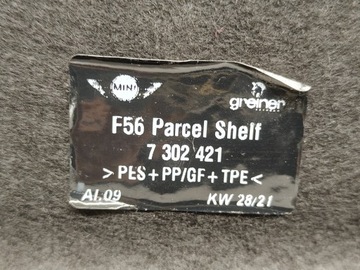 MINI
greiner
F56 Parcel Shelf
7 302 421
>PES+PP/GF+TPE<
AI.09
KW 28/21